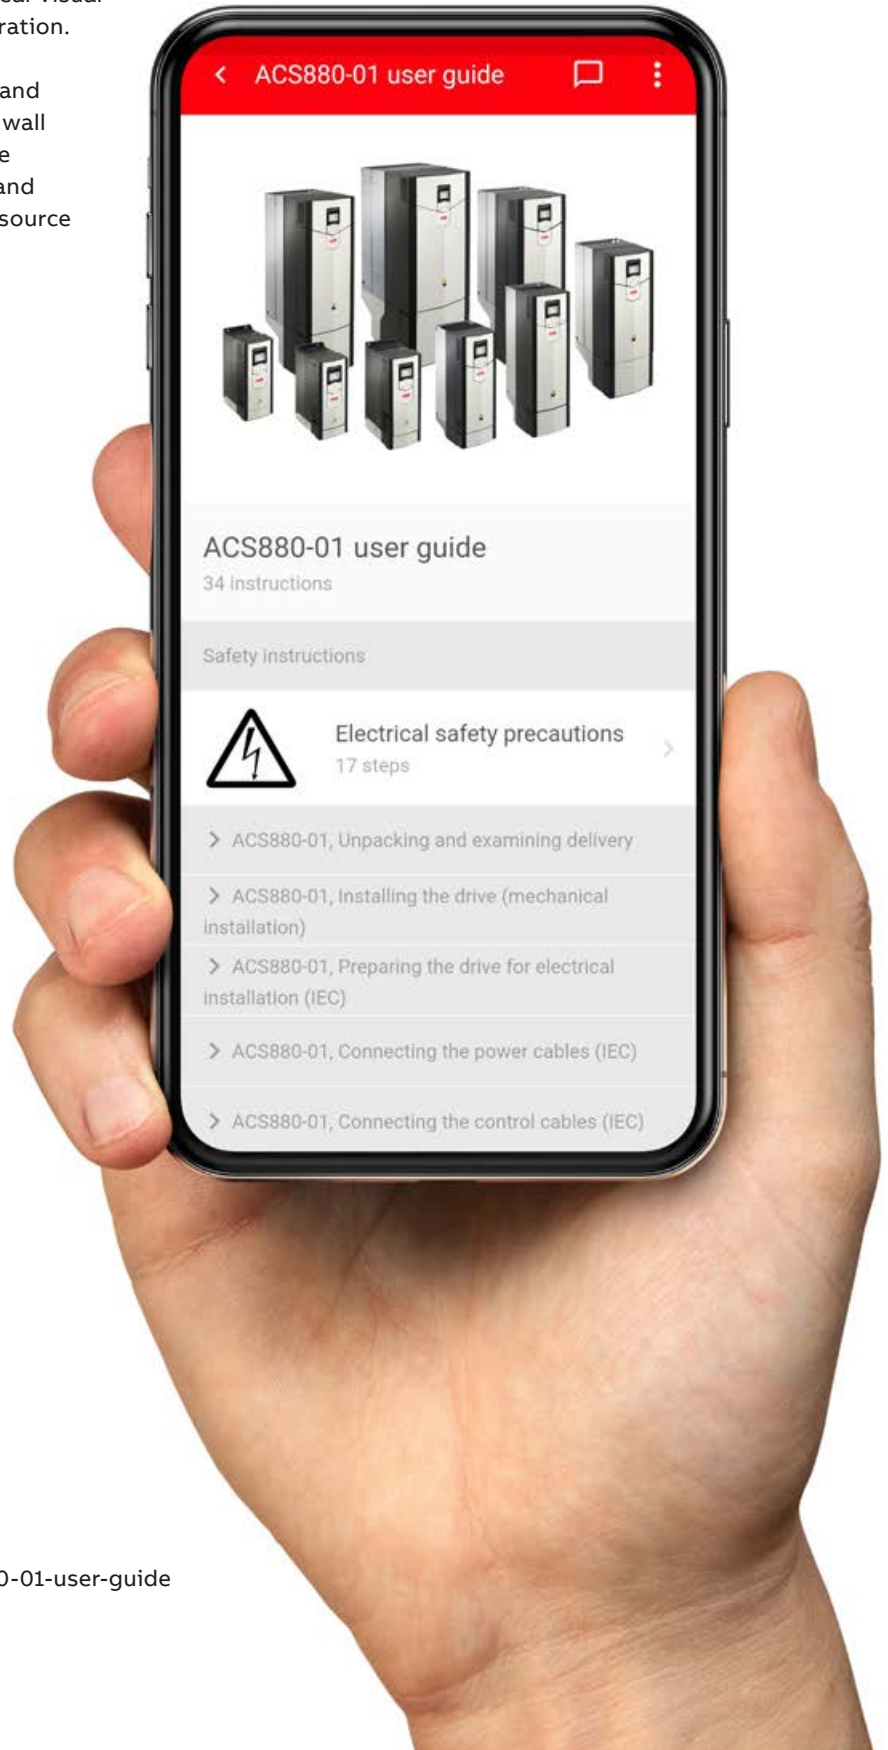 ration.
and
wall
e
and
source
ACS880-01 user guide
ACS880-01 user guide
34 instructions
Safety instructions
Electrical safety precautions
17 steps
ACS880-01, Unpacking and examining delivery
ACS880-01, Installing the drive (mechanical
installation)
ACS880-01, Preparing the drive for electrical
installation (IEC)
ACS880-01, Connecting the power cables (IEC)
ACS880-01, Connecting the control cables (IEC)
0-01-user-guide